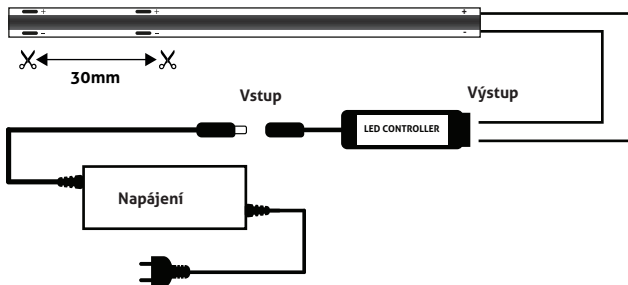 + + +
- - -
30mm
Vstup
Výstup
LED CONTROLLER
Napájení